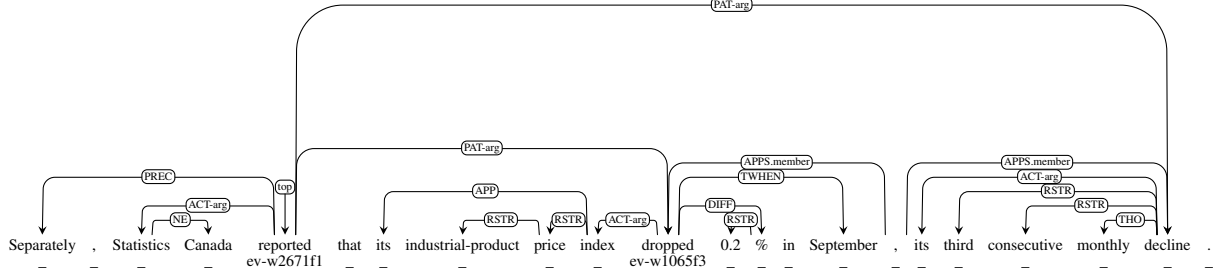 PAT-arg
PAT-arg
APPS.member APPS.member
PREC TWHEN ACT-arg
top APP RSTR
ACT-arg DIFF RSTR
NE RSTR RSTR ACT-arg RSTR THO
Separately , Statistics Canada reported that its industrial-product price index dropped 0.2 % in September , its third consecutive monthly decline .
_ _ _ _ ev-w2671f1 _ _ _ _ _ ev-w1065f3 _ _ _ _ _ _ _ _ _ _ _